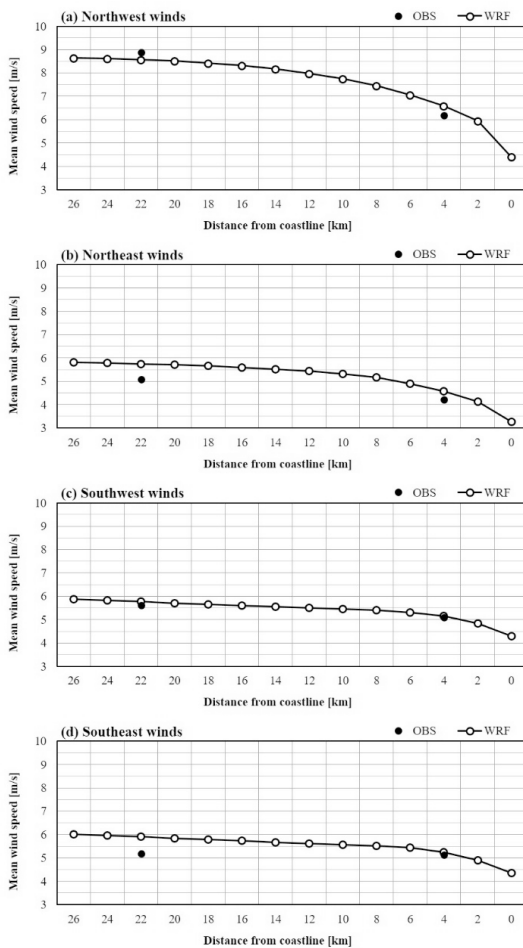 (a) Northwest winds
OBS WRF
Mean wind speed [m/s]
10
9
8
7
6
5
4
3
26 24 22 20 18 16 14 12 10 8 6 4 2 0
Distance from coastline [km]
(b) Northeast winds
OBS WRF
Mean wind speed [m/s]
10
9
8
7
6
5
4
3
26 24 22 20 18 16 14 12 10 8 6 4 2 0
Distance from coastline [km]
(c) Southwest winds
OBS WRF
Mean wind speed [m/s]
10
9
8
7
6
5
4
3
26 24 22 20 18 16 14 12 10 8 6 4 2 0
Distance from coastline [km]
(d) Southeast winds
OBS WRF
Mean wind speed [m/s]
10
9
8
7
6
5
4
3
26 24 22 20 18 16 14 12 10 8 6 4 2 0
Distance from coastline [km]